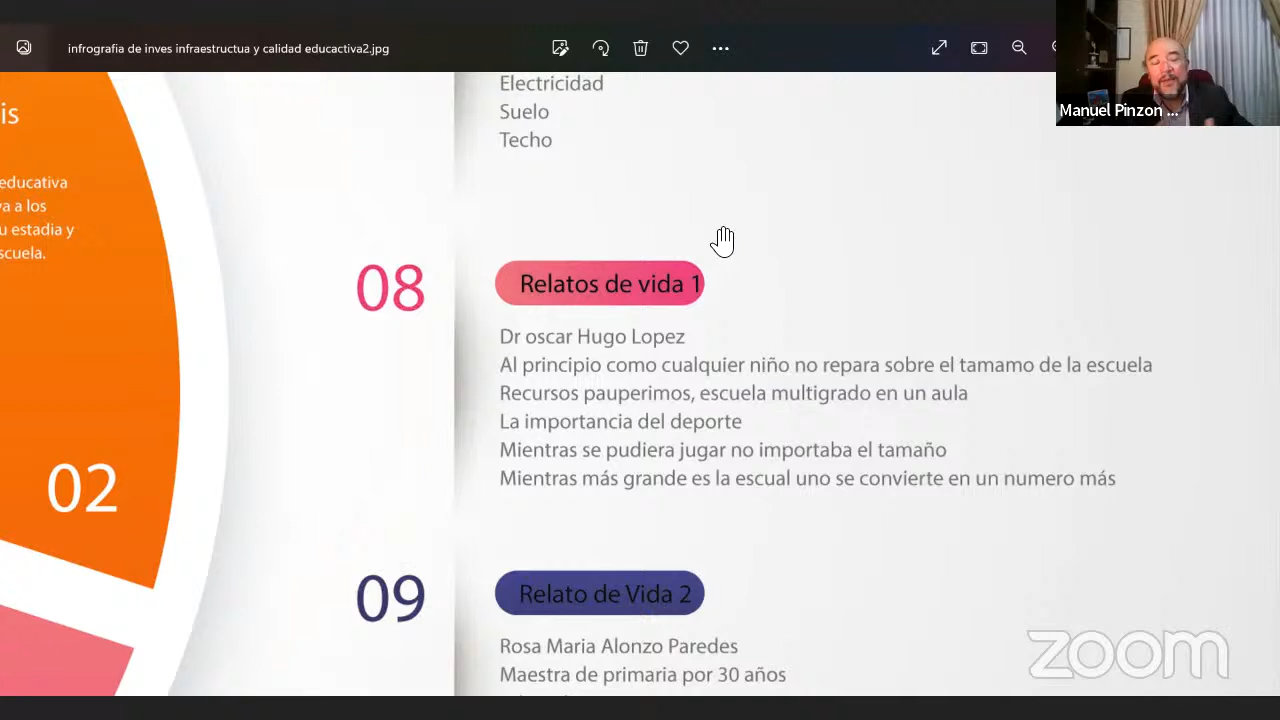 infrografia de inves infraestructua y calidad educactiva2.jpg
Manuel Pinzon ...
is
educativa
va a los
u estadia y
scuela.
02
Electricidad
Suelo
Techo
08
Relatos de vida 1
Dr oscar Hugo Lopez
Al principio como cualquier niño no repara sobre el tamamo de la escuela
Recursos pauperimos, escuela multigrado en un aula
La importancia del deporte
Mientras se pudiera jugar no importaba el tamaño
Mientras más grande es la escual uno se convierte en un numero más
09
Relato de Vida 2
Rosa Maria Alonzo Paredes
Maestra de primaria por 30 años
zoom